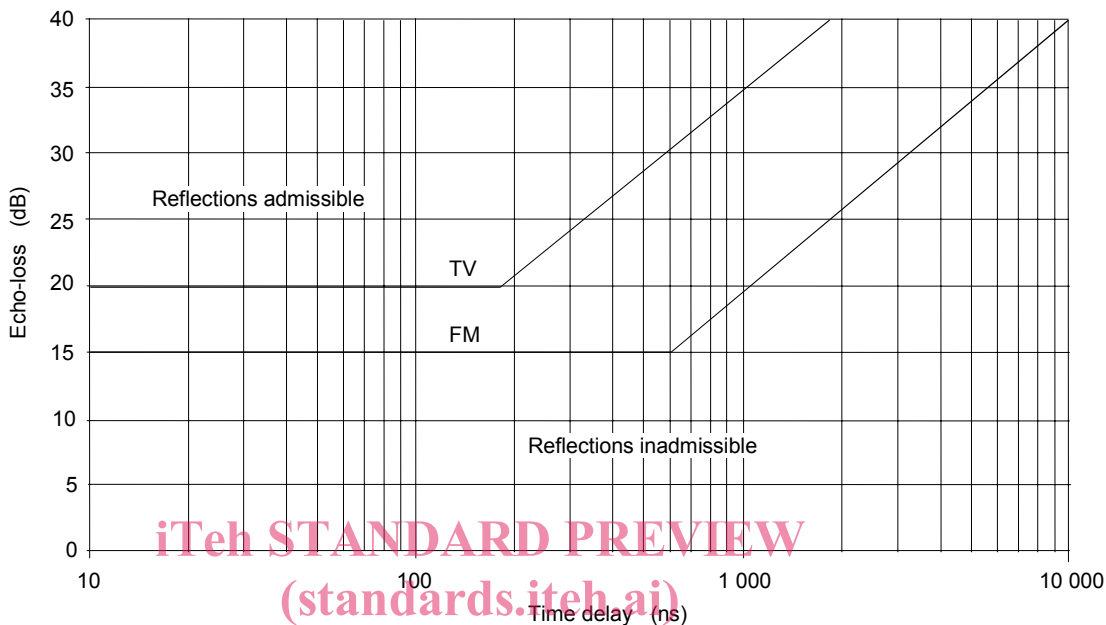 40
35
30
Reflections admissible
25
Echo-loss (dB)
TV
20
FM
15
10
Reflections inadmissible
5
iTeh STANDARD PREVIEW
0
10
100
1 000
10 000
(standards.iteh.ai)
Time delay (ns)